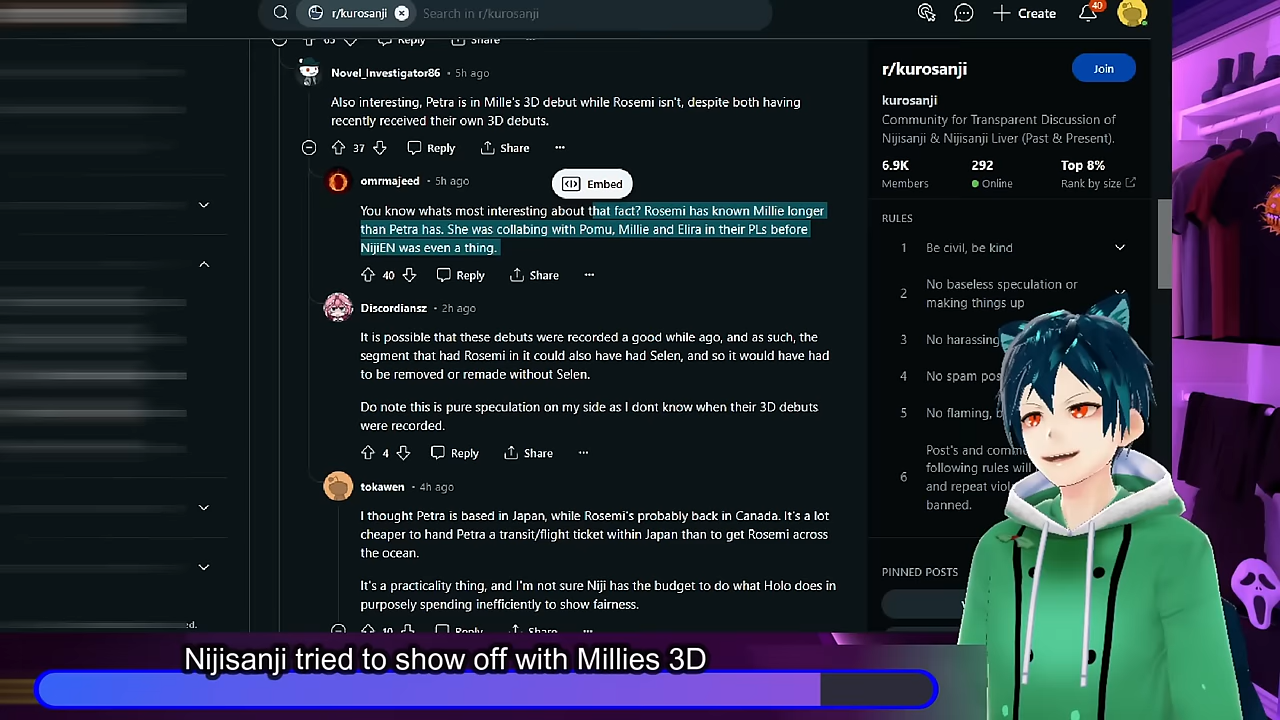 r/kurosanji
Search in r/kurosanji
Create
40
63
Reply
Share
Novel_Investigator86 • 5h ago
Also interesting, Petra is in Mille's 3D debut while Rosemi isn't, despite both having
recently received their own 3D debuts.
37
Reply
Share
omrmajeed • 5h ago
Embed
You know whats most interesting about that fact? Rosemi has known Millie longer
than Petra has. She was collabing with Pomu, Millie and Elira in their PLs before
NijiEN was even a thing.
40
Reply
Share
Discordiansz • 2h ago
It is possible that these debuts were recorded a good while ago, and as such, the
segment that had Rosemi in it could also have had Selen, and so it would have had
to be removed or remade without Selen.
Do note this is pure speculation on my side as I dont know when their 3D debuts
were recorded.
4
Reply
Share
tokawen • 4h ago
I thought Petra is based in Japan, while Rosemi's probably back in Canada. It's a lot
cheaper to hand Petra a transit/flight ticket within Japan than to get Rosemi across
the ocean.
It's a practicality thing, and I'm not sure Niji has the budget to do what Holo does in
purposely spending inefficiently to show fairness.
10
Reply
Share
r/kurosanji
Join
kurosanji
Community for Transparent Discussion of
Nijisanji & Nijisanji Liver (Past & Present).
6.9K
292
Top 8%
Members
Online
Rank by size
RULES
1
Be civil, be kind
2
No baseless speculation or
making things up
3
No harassing
4
No spam pos
5
No flaming, b
6
Post's and comm
following rules will
and repeat viol
banned.
PINNED POSTS
ed.
Nijisanji tried to show off with Millies 3D